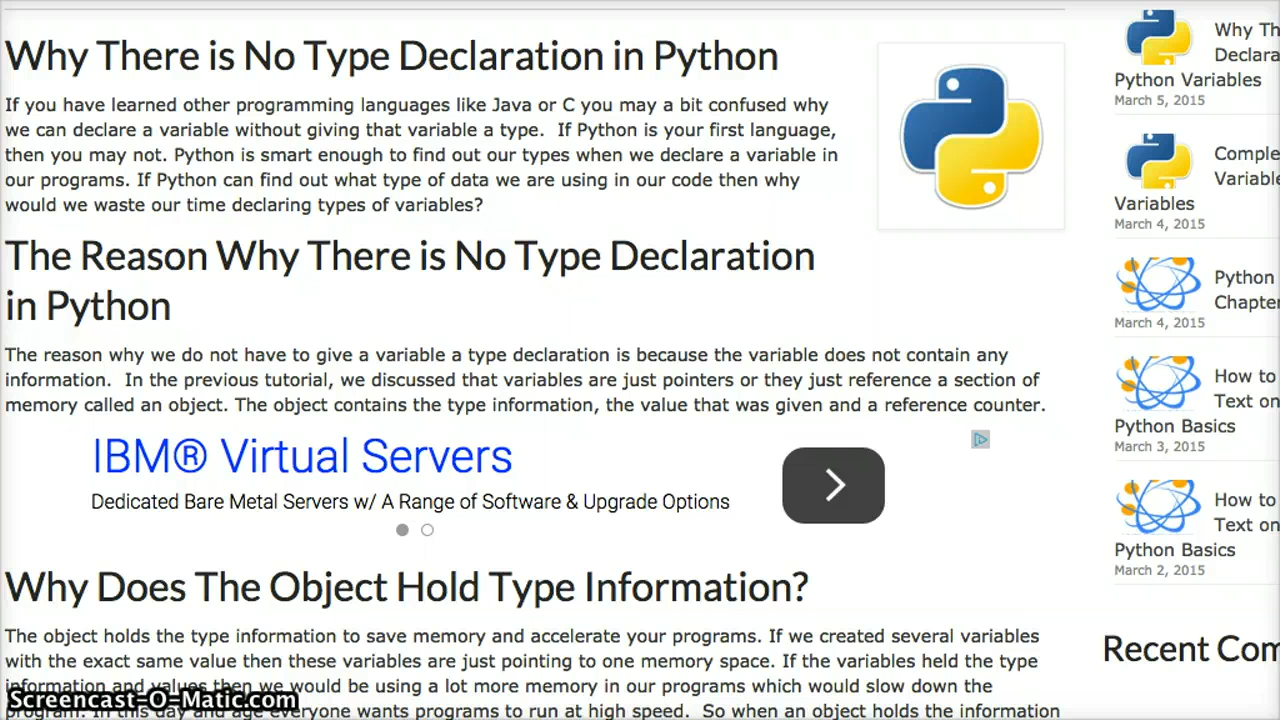 Why There is No Type Declaration in Python
If you have learned other programming languages like Java or C you may a bit confused why
we can declare a variable without giving that variable a type.  If Python is your first language,
then you may not. Python is smart enough to find out our types when we declare a variable in
our programs. If Python can find out what type of data we are using in our code then why
would we waste our time declaring types of variables?
The Reason Why There is No Type Declaration
in Python
The reason why we do not have to give a variable a type declaration is because the variable does not contain any
information.  In the previous tutorial, we discussed that variables are just pointers or they just reference a section of
memory called an object. The object contains the type information, the value that was given and a reference counter.
IBM® Virtual Servers
Dedicated Bare Metal Servers w/ A Range of Software & Upgrade Options
Why Does The Object Hold Type Information?
The object holds the type information to save memory and accelerate your programs. If we created several variables
with the exact same value then these variables are just pointing to one memory space. If the variables held the type
information and values then we would be using a lot more memory in our programs which would slow down the
program. In this day and age everyone wants programs to run at high speed.  So when an object holds the information
Screencast-O-Matic.com
Why Th
Declara
Python Variables
March 5, 2015
Comple
Variable
Variables
March 4, 2015
Python
Chapter
March 4, 2015
How to
Text on
Python Basics
March 3, 2015
How to
Text on
Python Basics
March 2, 2015
Recent Com